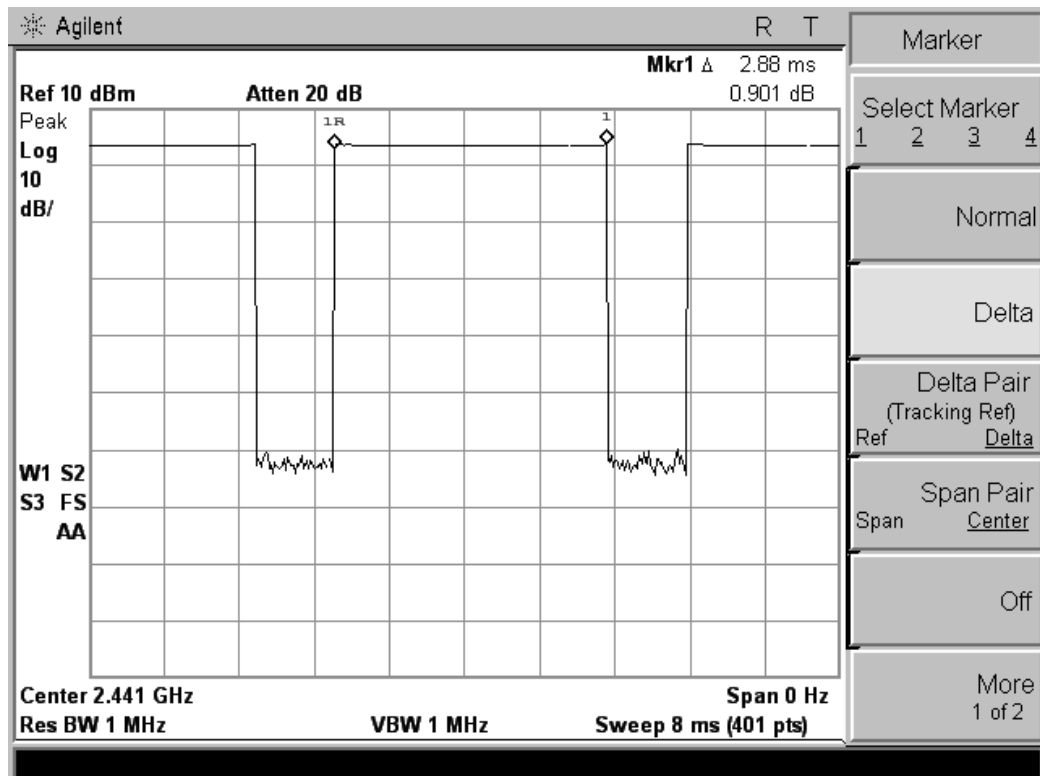 Agilent R T
Mkr1 Δ 2.88 ms
Ref 10 dBm Atten 20 dB 0.901 dB
Peak
Log
10
dB/
1R
1
W1 S2
S3 FS
AA
Center 2.441 GHz Span 0 Hz
Res BW 1 MHz VBW 1 MHz Sweep 8 ms (401 pts)
Marker
Select Marker
1 2 3 4
Normal
Delta
Delta Pair
(Tracking Ref)
Ref Delta
Span Pair
Span Center
Off
More
1 of 2